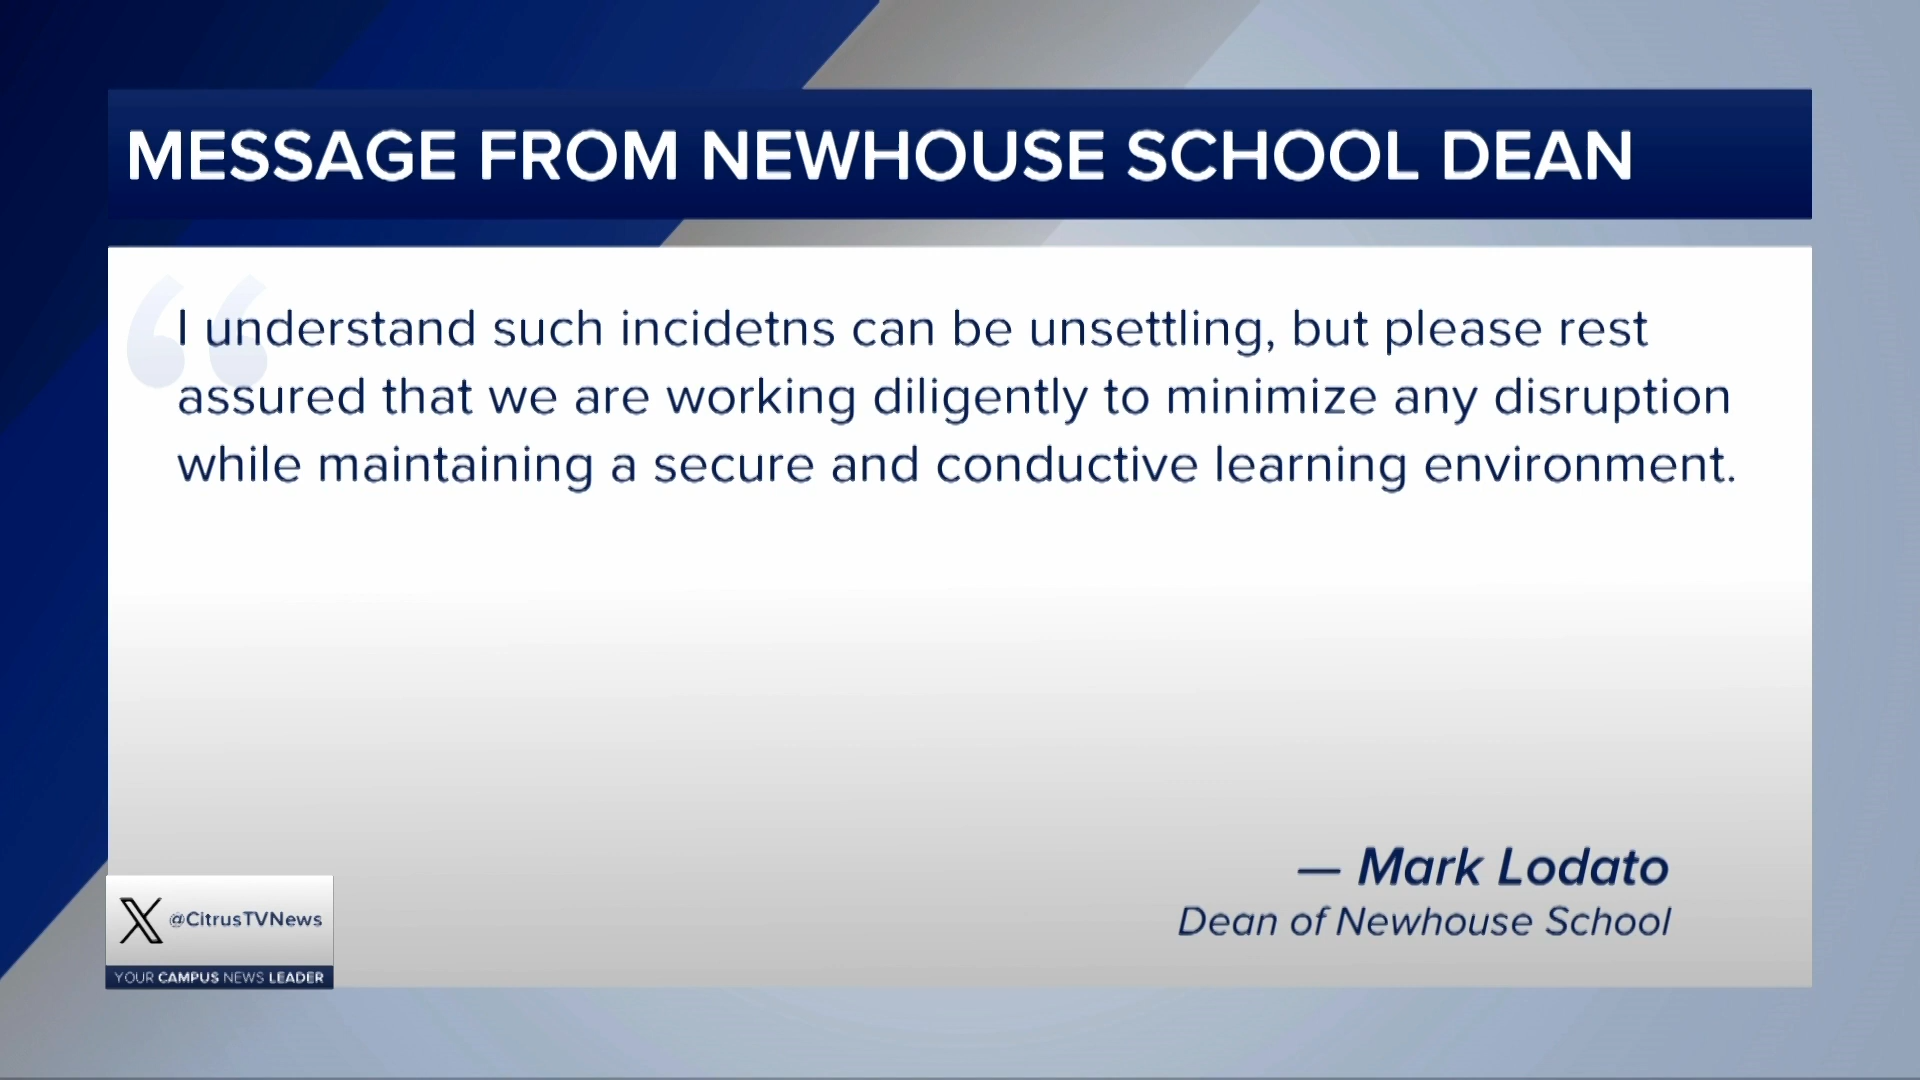 MESSAGE FROM NEWHOUSE SCHOOL DEAN
“
I understand such incidetns can be unsettling, but please rest
assured that we are working diligently to minimize any disruption
while maintaining a secure and conductive learning environment.
— Mark Lodato
Dean of Newhouse School
X @CitrusTVNews
YOUR CAMPUS NEWS LEADER